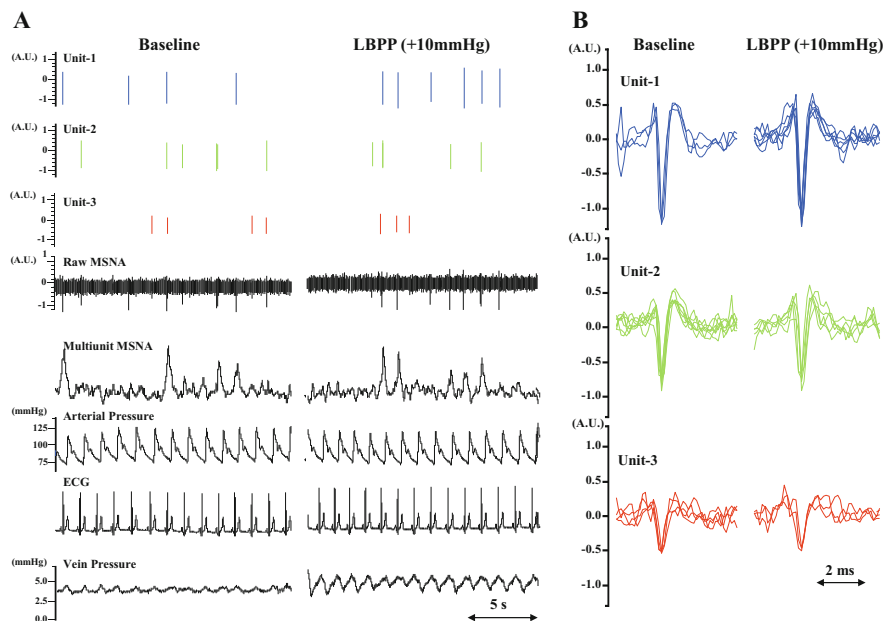 A
Baseline
LBPP (+10mmHg)
(A.U.)
Unit-1
1
0
-1
(A.U.)
Unit-2
1
0
-1
(A.U.)
Unit-3
1
0
-1
(A.U.)
Raw MSNA
1
0
-1
Multiunit MSNA
(mmHg)
Arterial Pressure
125
100
75
ECG
(mmHg)
Vein Pressure
5.0
2.5
0.0
5 s
B
(A.U.)
Baseline
LBPP (+10mmHg)
1.0
Unit-1
0.5
0.0
-0.5
-1.0
(A.U.)
1.0
Unit-2
0.5
0.0
-0.5
-1.0
(A.U.)
1.0
Unit-3
0.5
0.0
-0.5
-1.0
2 ms